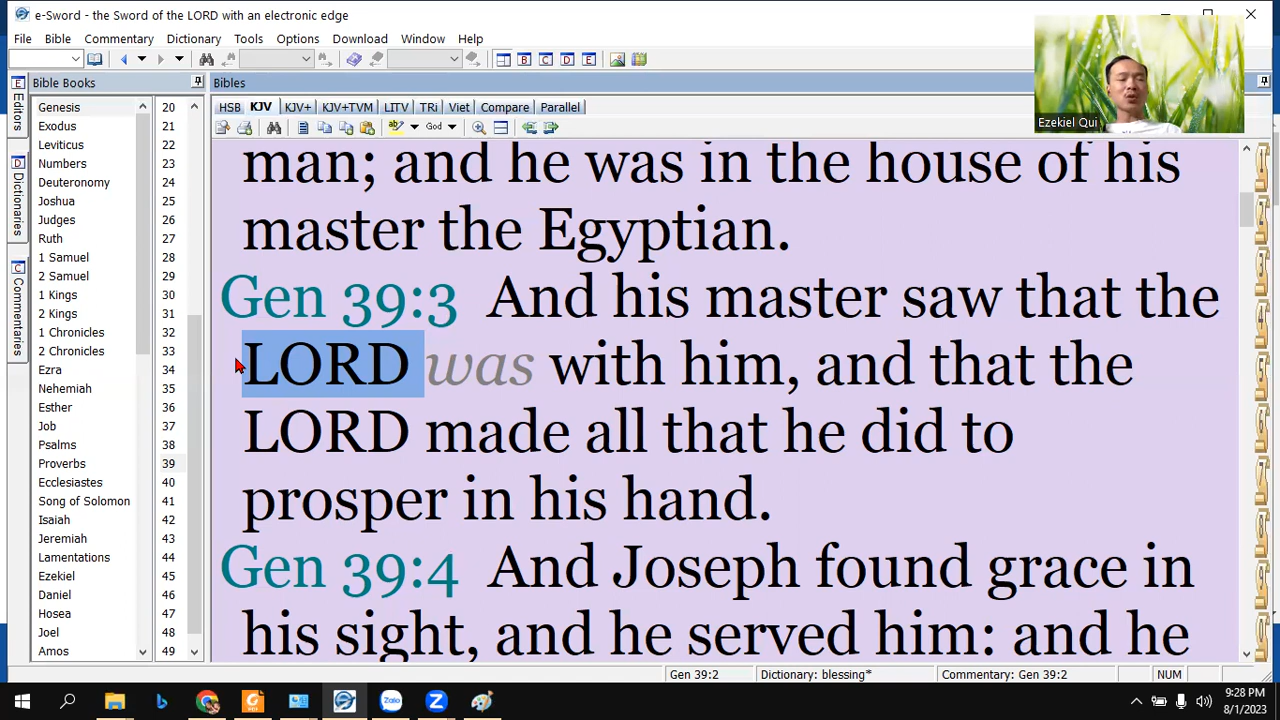 e-Sword - the Sword of the LORD with an electronic edge
File Bible Commentary Dictionary Tools Options Download Window Help
Bible Books
Bibles
Editors
Dictionaries
Commentaries
HSB KJV KJV+ KJV+TVM LITV TRi Viet Compare Parallel
God
Ezekiel Qui
Genesis 20
Exodus 21
Leviticus 22
Numbers 23
Deuteronomy 24
Joshua 25
Judges 26
Ruth 27
1 Samuel 28
2 Samuel 29
1 Kings 30
2 Kings 31
1 Chronicles 32
2 Chronicles 33
Ezra 34
Nehemiah 35
Esther 36
Job 37
Psalms 38
Proverbs 39
Ecclesiastes 40
Song of Solomon 41
Isaiah 42
Jeremiah 43
Lamentations 44
Ezekiel 45
Daniel 46
Hosea 47
Joel 48
Amos 49
man; and he was in the house of his
master the Egyptian.
Gen 39:3 And his master saw that the
LORD was with him, and that the
LORD made all that he did to
prosper in his hand.
Gen 39:4 And Joseph found grace in
his sight, and he served him: and he
Gen 39:2 Dictionary: blessing* Commentary: Gen 39:2 NUM
Zalo
9:28 PM
8/1/2023